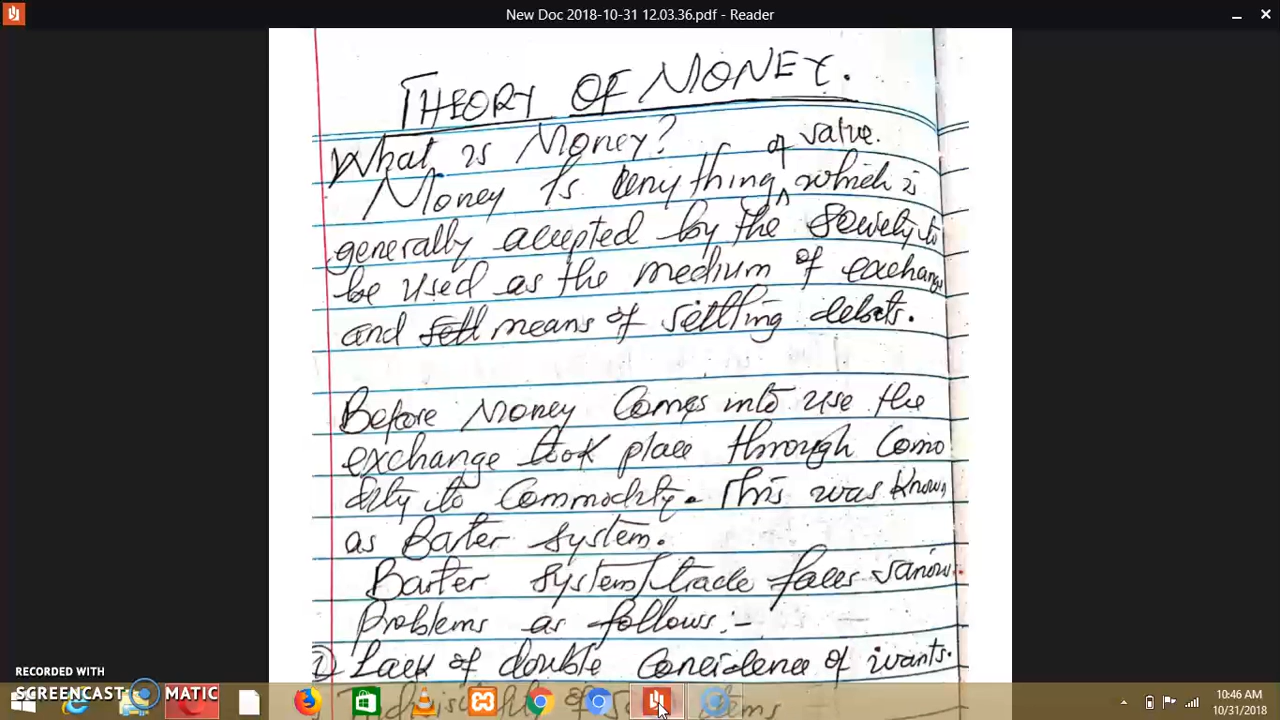 New Doc 2018-10-31 12.03.36.pdf - Reader
THEORY OF MONEY.
What is Money?
of value.
Money Is anything which is
generally accepted by the society to
be used as the medium of exchange
and means of settling debts.
Before Money Comes into use the
exchange took place through Commo
dity to Commodity. This was known
as Barter system.
Barter system/trade faces various
Problems as follows:-
i) Lack of double Concidence of wants.
of
RECORDED WITH
SCREENCAST MATIC
10:46 AM
10/31/2018